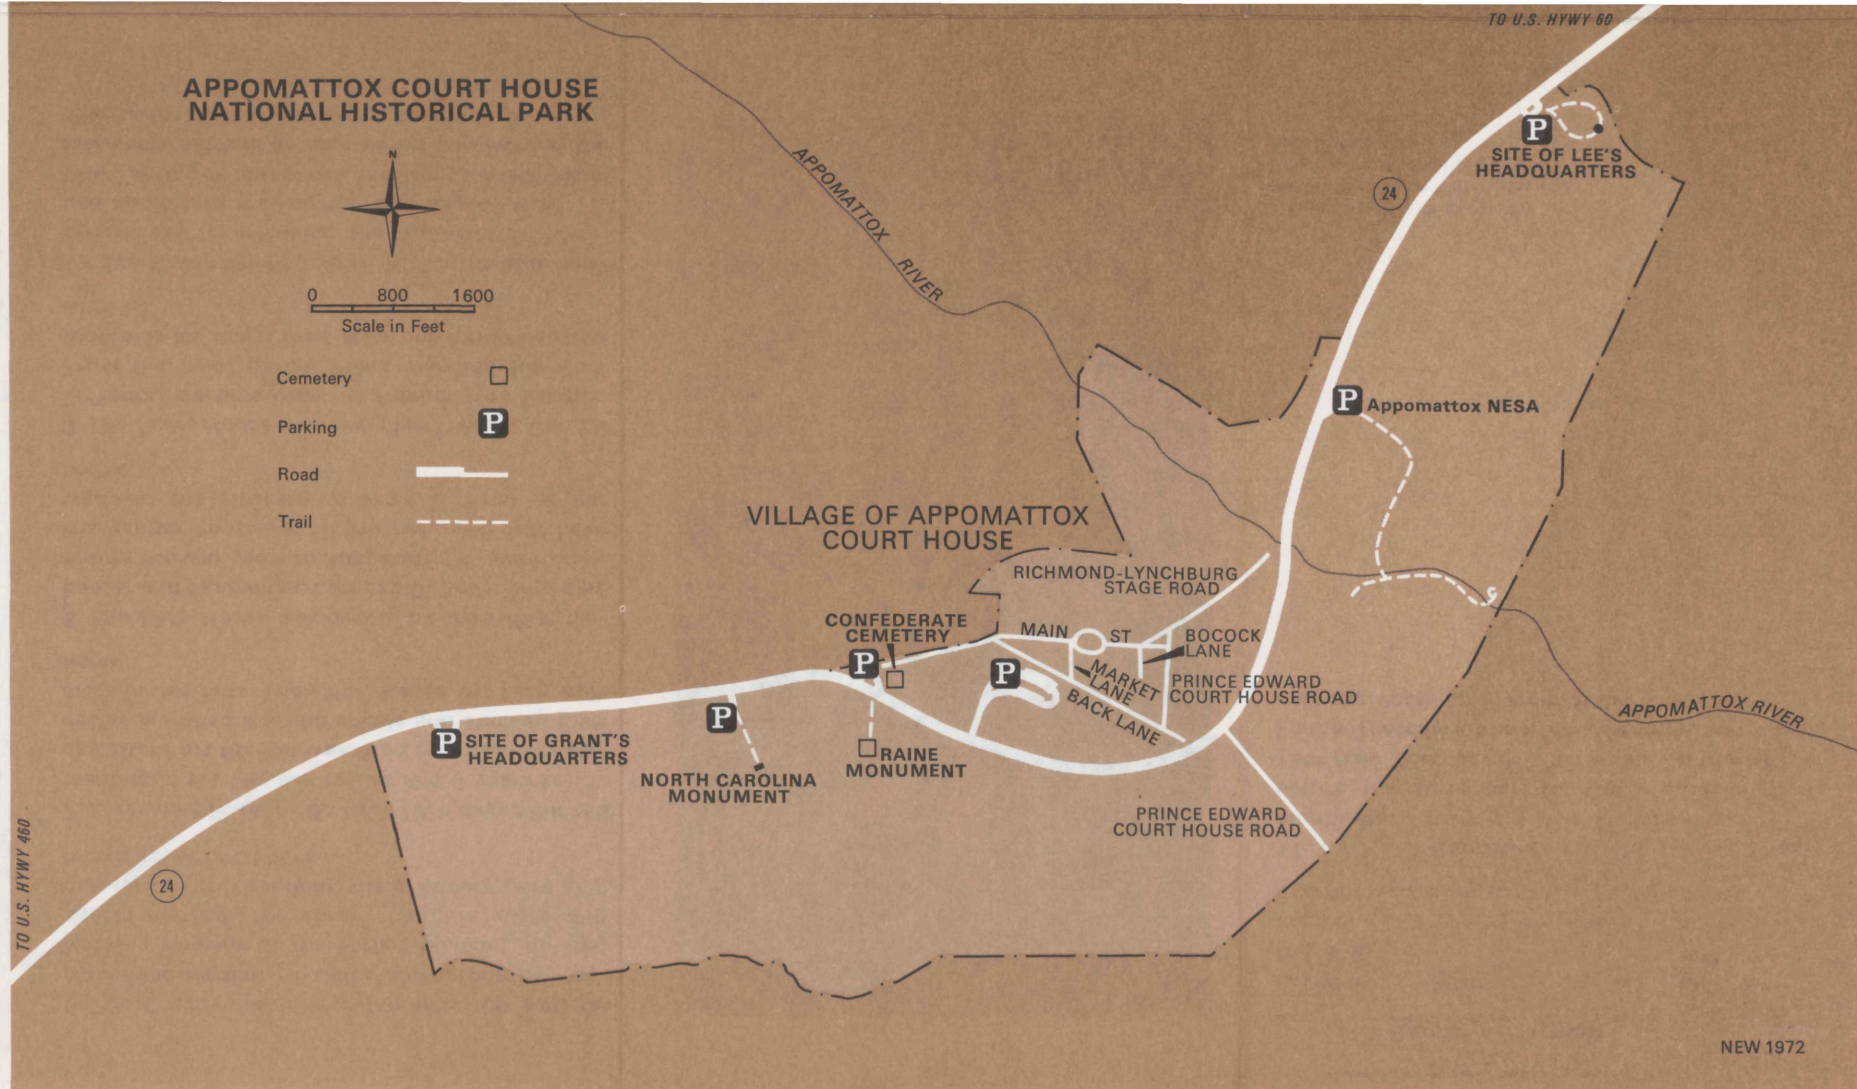 TO U.S. HYWY 60
APPOMATTOX COURT HOUSE
NATIONAL HISTORICAL PARK
N
0 800 1600
Scale in Feet
Cemetery
Parking P
Road
Trail
APPOMATTOX
RIVER
P
SITE OF LEE'S
HEADQUARTERS
24
P Appomattox NESA
VILLAGE OF APPOMATTOX
COURT HOUSE
RICHMOND-LYNCHBURG
STAGE ROAD
CONFEDERATE
CEMETERY
P
MAIN ST
BOCOCK
LANE
P
MARKET
LANE
PRINCE EDWARD
COURT HOUSE ROAD
BACK LANE
APPOMATTOX RIVER
P
SITE OF GRANT'S
HEADQUARTERS
P
NORTH CAROLINA
MONUMENT
RAINE
MONUMENT
PRINCE EDWARD
COURT HOUSE ROAD
TO U.S. HYWY 460
24
NEW 1972